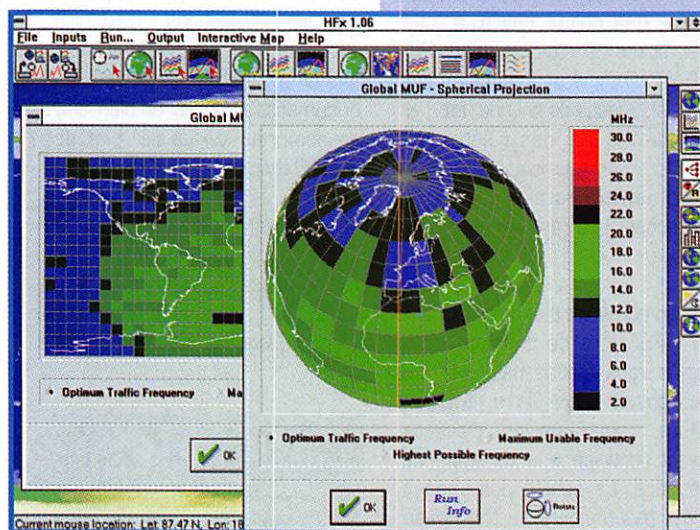 HFx 1.06
File Inputs Run... Output Interactive Map Help
Global MUF - Spherical Projection
MHz
30.0
28.0
26.0
24.0
22.0
20.0
18.0
16.0
14.0
12.0
10.0
8.0
6.0
4.0
2.0
Global MU
Optimum Traffic Frequency
Ma
OK
Optimum Traffic Frequency
Maximum Usable Frequency
Highest Possible Frequency
OK
Run Info
Rotate
Current mouse location: Lat: 87.47 N, Lon: 18